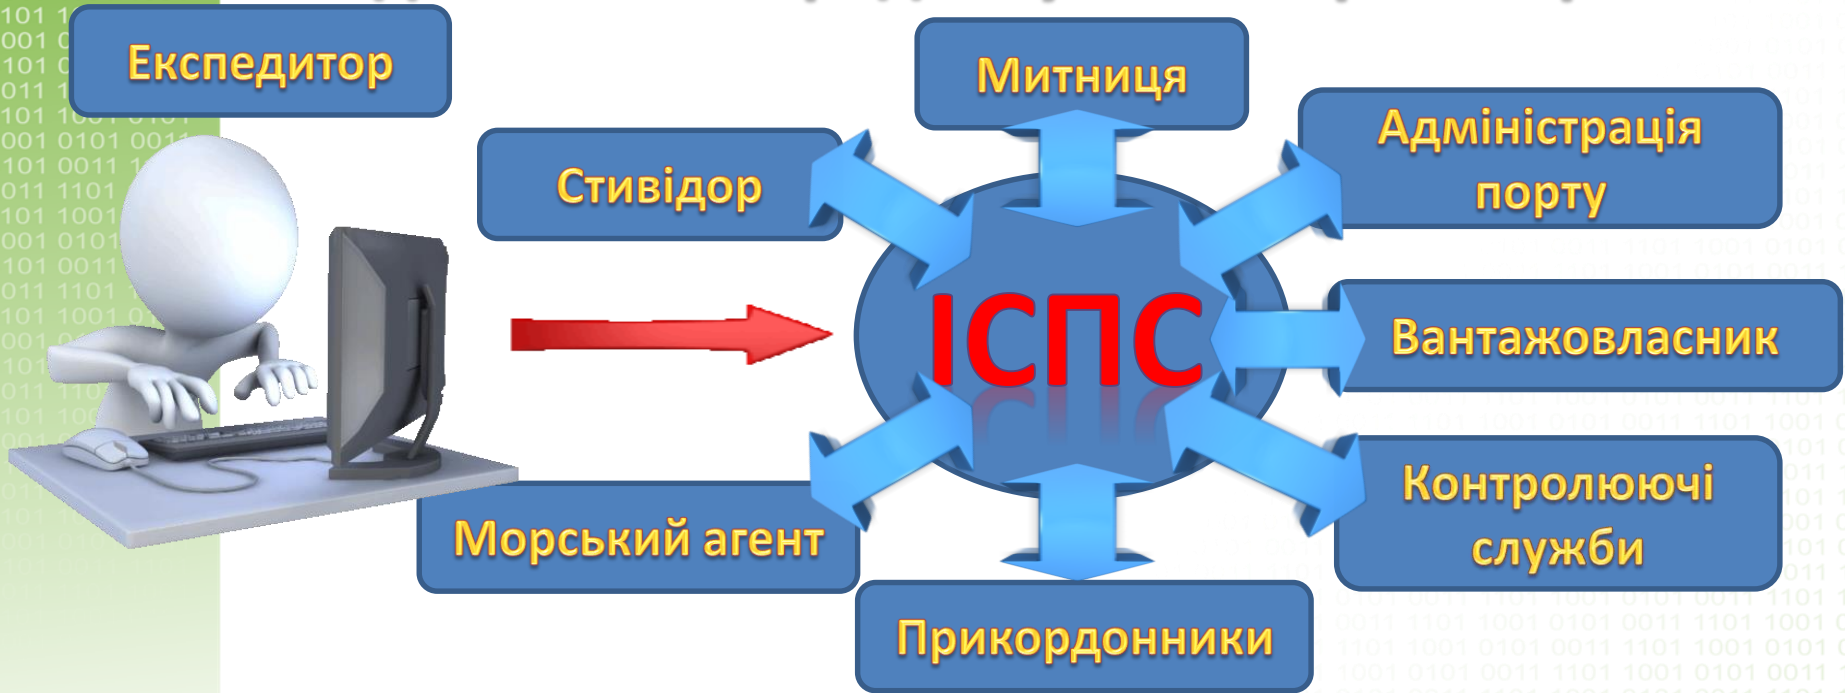 Експедитор
Митниця
Адміністрація
порту
Стивідор
ІСПС
Вантажовласник
Контролюючі
служби
Морський агент
Прикордонники